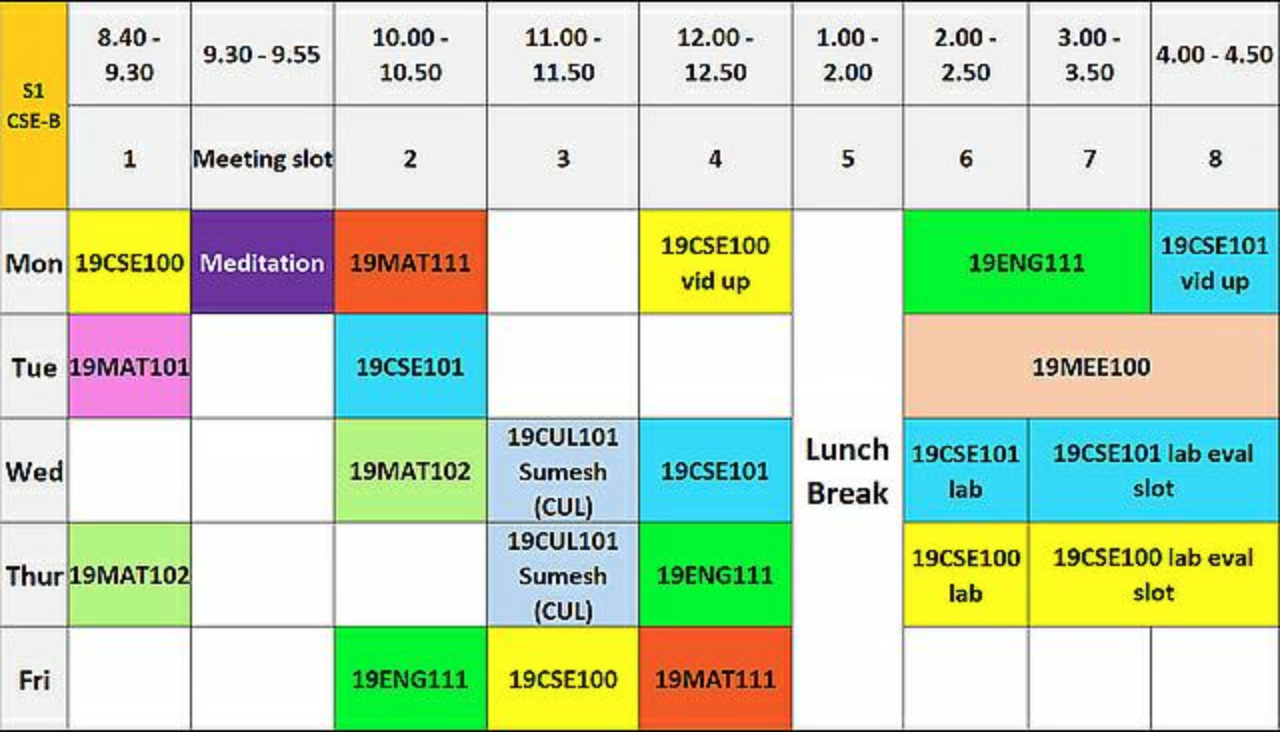 S1
CSE-B
8.40 -
9.30
9.30 - 9.55
10.00 -
10.50
11.00 -
11.50
12.00 -
12.50
1.00 -
2.00
2.00 -
2.50
3.00 -
3.50
4.00 - 4.50
1
Meeting slot
2
3
4
5
6
7
8
Mon
19CSE100
Meditation
19MAT111
19CSE100
vid up
19ENG111
19CSE101
vid up
Tue
19MAT101
19CSE101
19MEE100
Lunch
Break
Wed
19MAT102
19CUL101
Sumesh
(CUL)
19CSE101
19CSE101
lab
19CSE101 lab eval
slot
Thur
19MAT102
19CUL101
Sumesh
(CUL)
19ENG111
19CSE100
lab
19CSE100 lab eval
slot
Fri
19ENG111
19CSE100
19MAT111